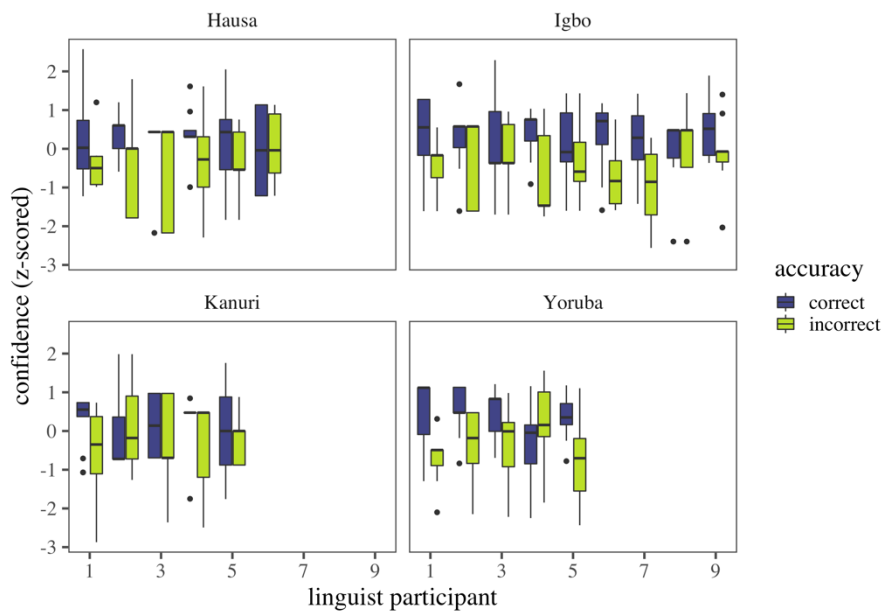 Hausa
Igbo
2
1
0
-1
-2
-3
Kanuri
Yoruba
2
1
0
-1
-2
-3
1
3
5
7
9
1
3
5
7
9
confidence (z-scored)
linguist participant
accuracy
correct
incorrect